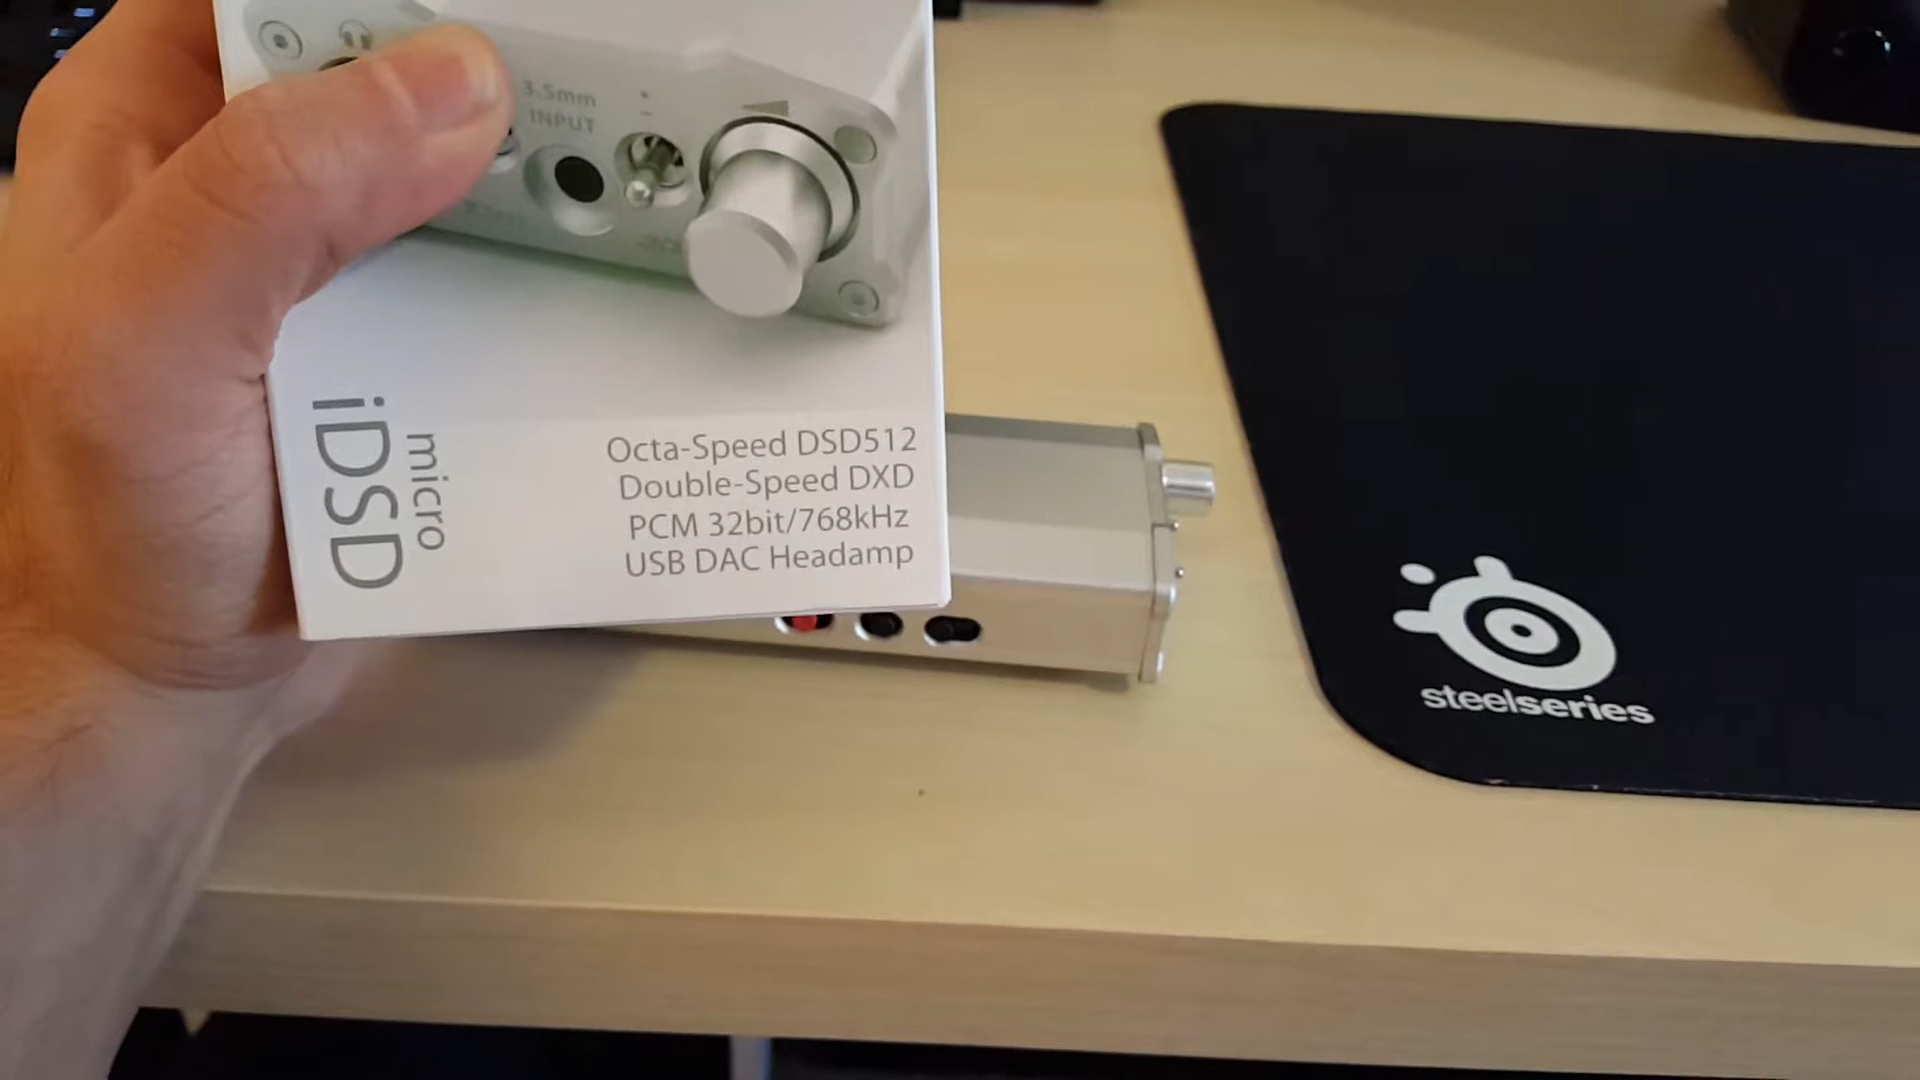 3.5mm
INPUT
micro
iDSD
Octa-Speed DSD512
Double-Speed DXD
PCM 32bit/768kHz
USB DAC Headamp
steelseries